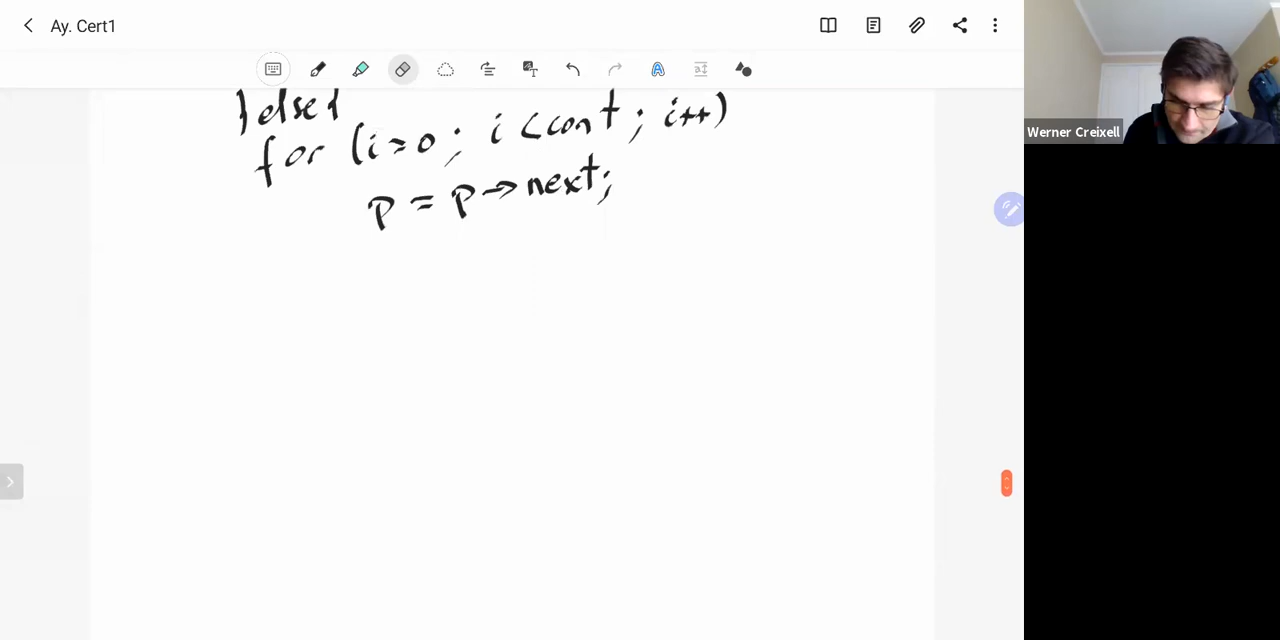 Ay. Cert1
} else {
for (i=0; i<cont; i++)
p = p→next;
Werner Creixell